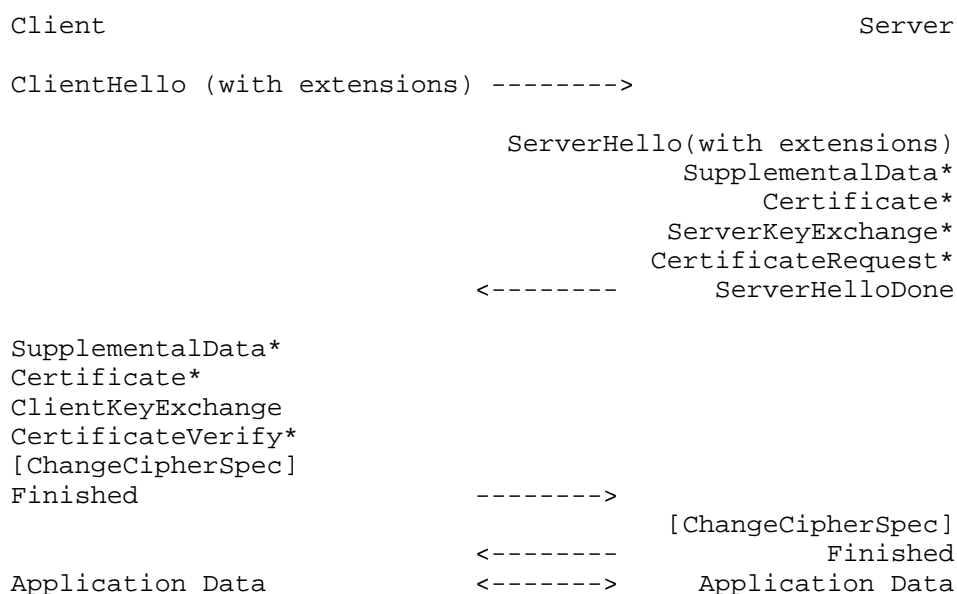 Client                                               Server

ClientHello (with extensions) -------->

                               ServerHello(with extensions)
                                          SupplementalData*
                                               Certificate*
                                         ServerKeyExchange*
                                        CertificateRequest*
                             <--------      ServerHelloDone

SupplementalData*
Certificate*
ClientKeyExchange
CertificateVerify*
[ChangeCipherSpec]
Finished                     -------->
                                         [ChangeCipherSpec]
                             <--------             Finished
Application Data             <------->     Application Data